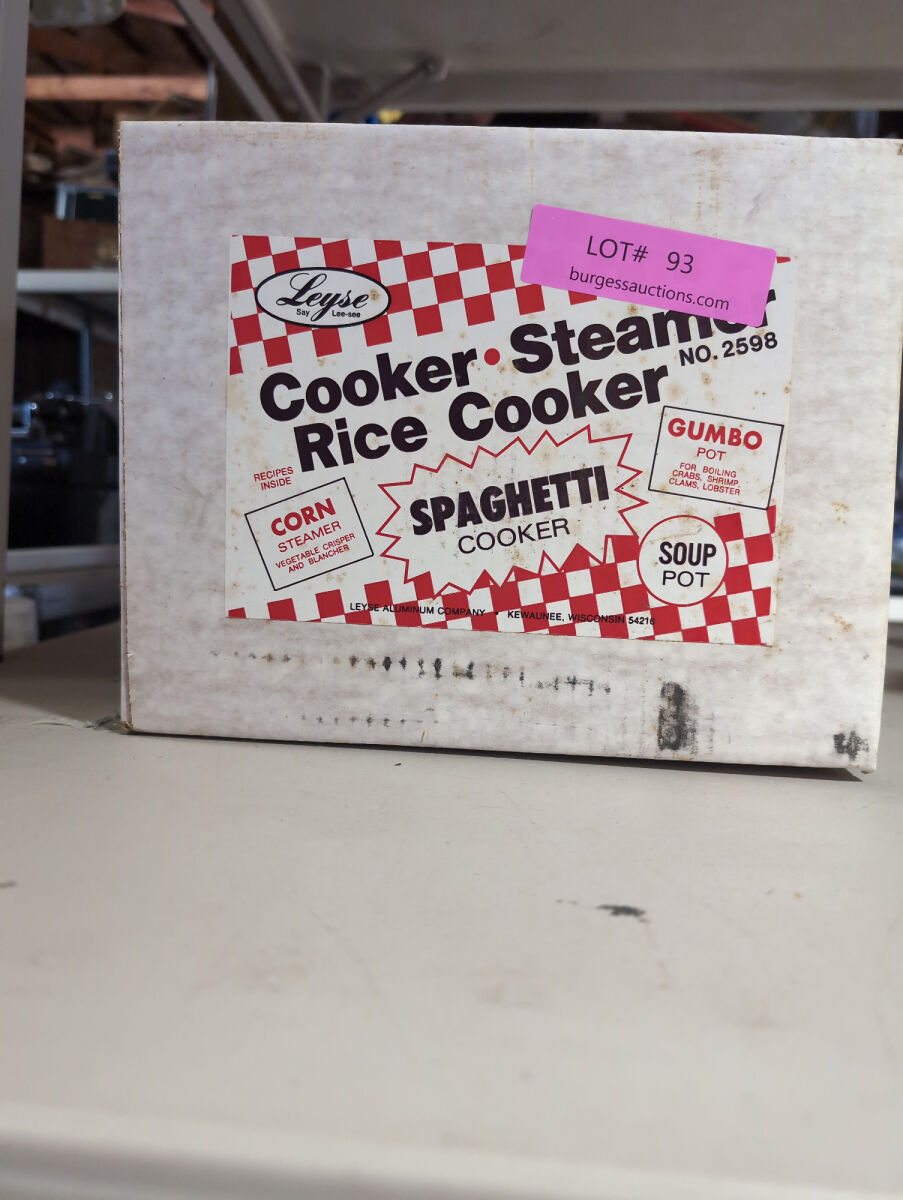 LOT# 93
burgessauctions.com
Leyse
Say Lee-see
Cooker • Steamer
NO. 2598
Rice Cooker
RECIPES
INSIDE
GUMBO
POT
FOR BOILING
CRABS, SHRIMP,
CLAMS, LOBSTER
CORN
STEAMER
VEGETABLE CRISPER
AND BLANCHER
SPAGHETTI
COOKER
SOUP
POT
LEYSE ALUMINUM COMPANY • KEWAUNEE, WISCONSIN 54216